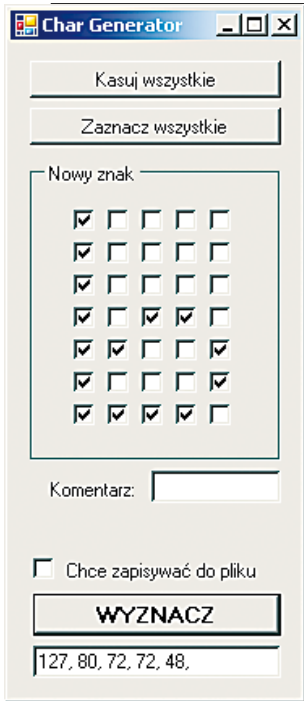 Char Generator
Kasuj wszystkie
Zaznacz wszystkie
Nowy znak
Komentarz:
Chce zapisywać do pliku
WYZNACZ
127, 80, 72, 72, 48,